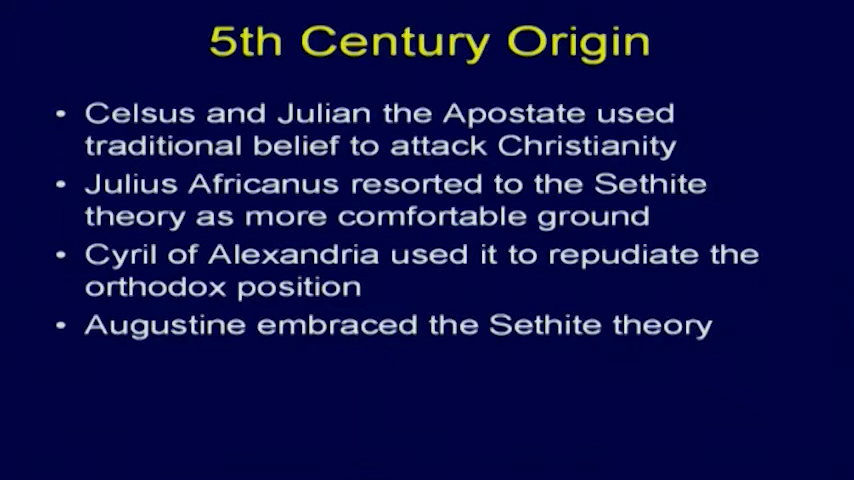 5th Century Origin
• Celsus and Julian the Apostate used
traditional belief to attack Christianity
• Julius Africanus resorted to the Sethite
theory as more comfortable ground
• Cyril of Alexandria used it to repudiate the
orthodox position
• Augustine embraced the Sethite theory